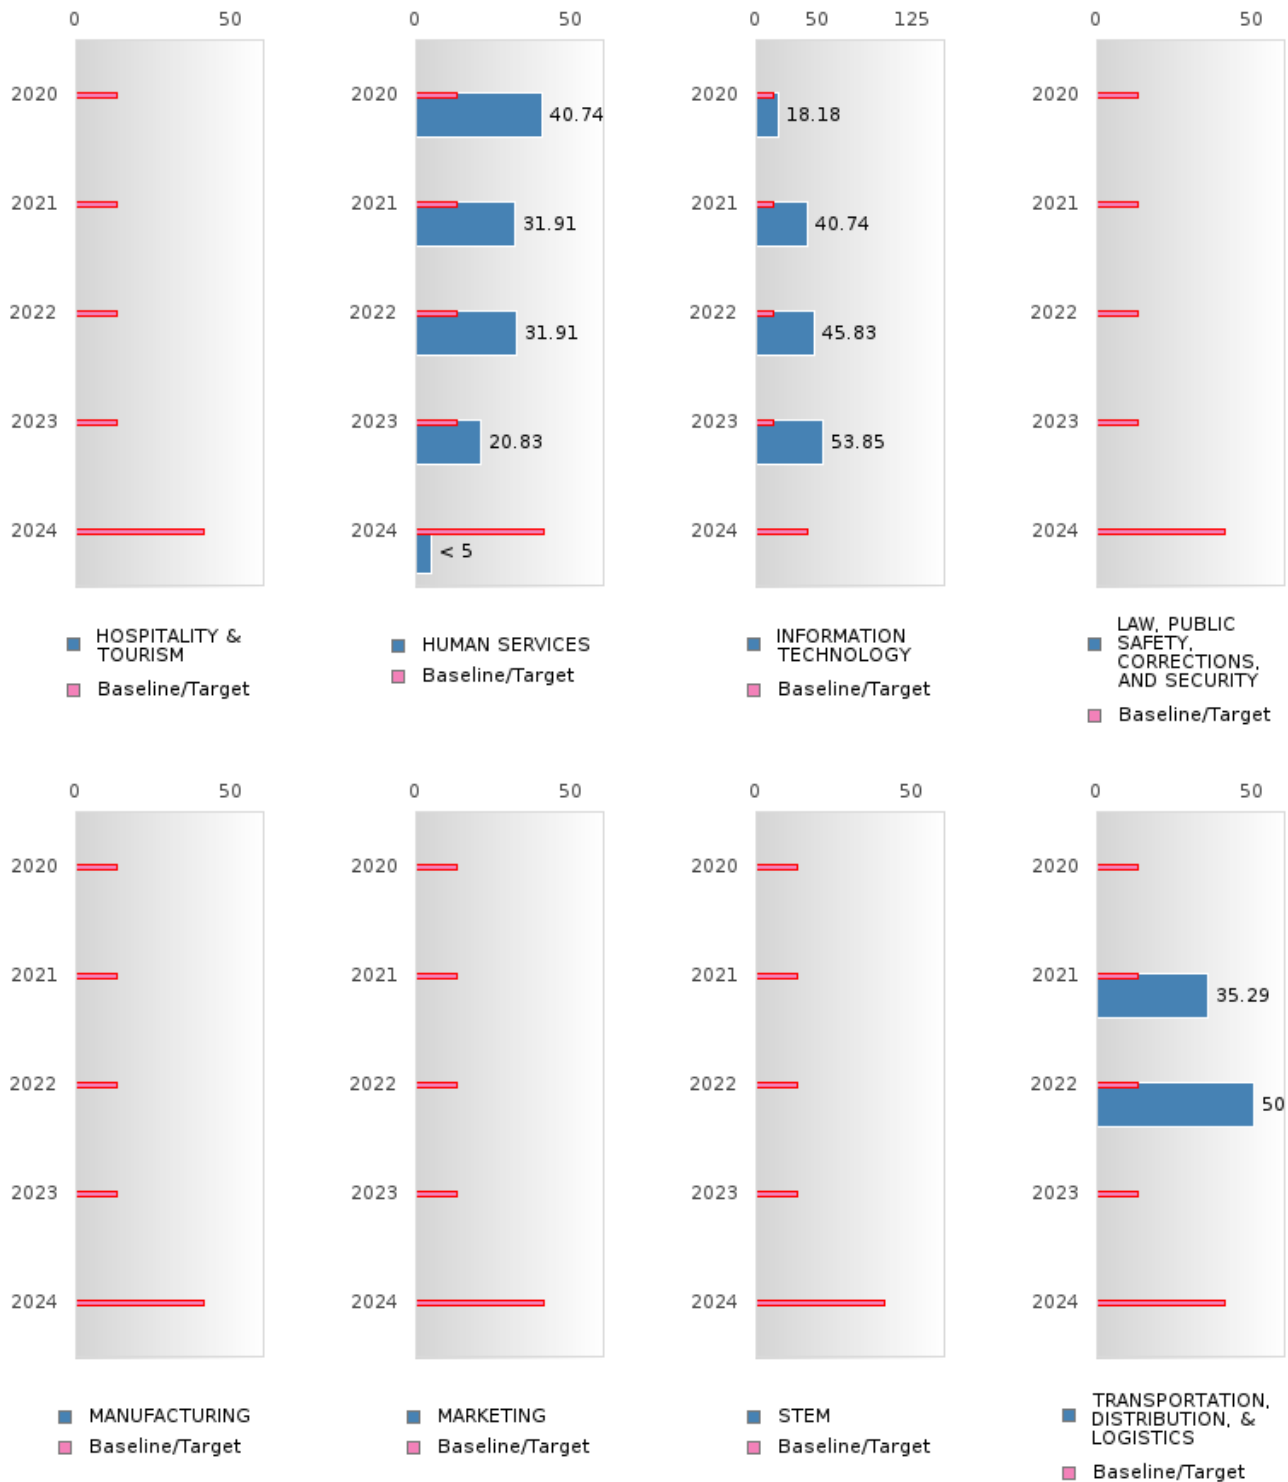 0 50
2020
2021
2022
2023
2024
HOSPITALITY &
TOURISM
Baseline/Target
0 50
2020
40.74
2021
31.91
2022
31.91
2023
20.83
2024
< 5
HUMAN SERVICES
Baseline/Target
0 50 125
2020
18.18
2021
40.74
2022
45.83
2023
53.85
2024
INFORMATION
TECHNOLOGY
Baseline/Target
0 50
2020
2021
2022
2023
2024
LAW, PUBLIC
SAFETY,
CORRECTIONS,
AND SECURITY
Baseline/Target
0 50
2020
2021
2022
2023
2024
MANUFACTURING
Baseline/Target
0 50
2020
2021
2022
2023
2024
MARKETING
Baseline/Target
0 50
2020
2021
2022
2023
2024
STEM
Baseline/Target
0 50
2020
2021
35.29
2022
50
2023
2024
TRANSPORTATION,
DISTRIBUTION, &
LOGISTICS
Baseline/Target